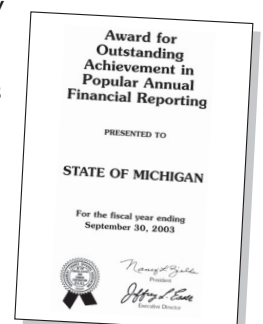 Award for
Outstanding
Achievement in
Popular Annual
Financial Reporting
PRESENTED TO
STATE OF MICHIGAN
For the fiscal year ending
September 30, 2003
President
Executive Director